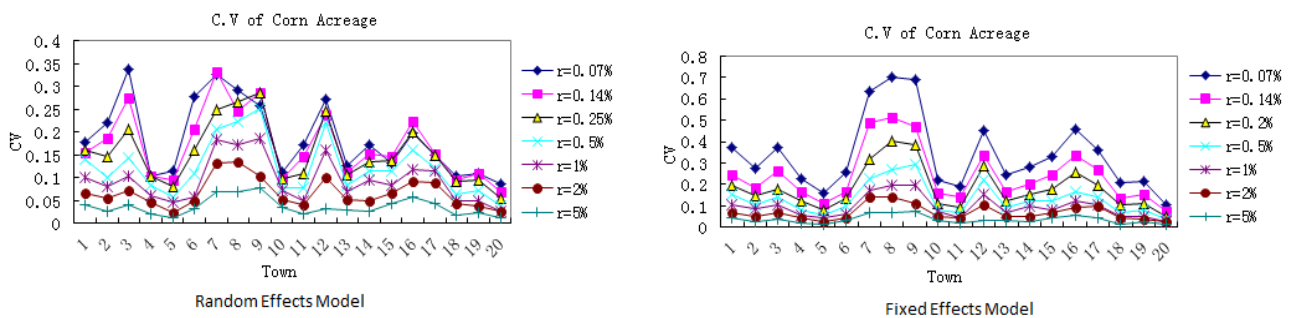 C.V of Corn Acreage
CV
0.4
0.35
0.3
0.25
0.2
0.15
0.1
0.05
0
1 2 3 4 5 6 7 8 9 10 11 12 13 14 15 16 17 18 19 20
Town
r=0.07%
r=0.14%
r=0.25%
r=0.5%
r=1%
r=2%
r=5%
Random Effects Model
C.V of Corn Acreage
CV
0.8
0.7
0.6
0.5
0.4
0.3
0.2
0.1
0
1 2 3 4 5 6 7 8 9 10 11 12 13 14 15 16 17 18 19 20
Town
r=0.07%
r=0.14%
r=0.2%
r=0.5%
r=1%
r=2%
r=5%
Fixed Effects Model